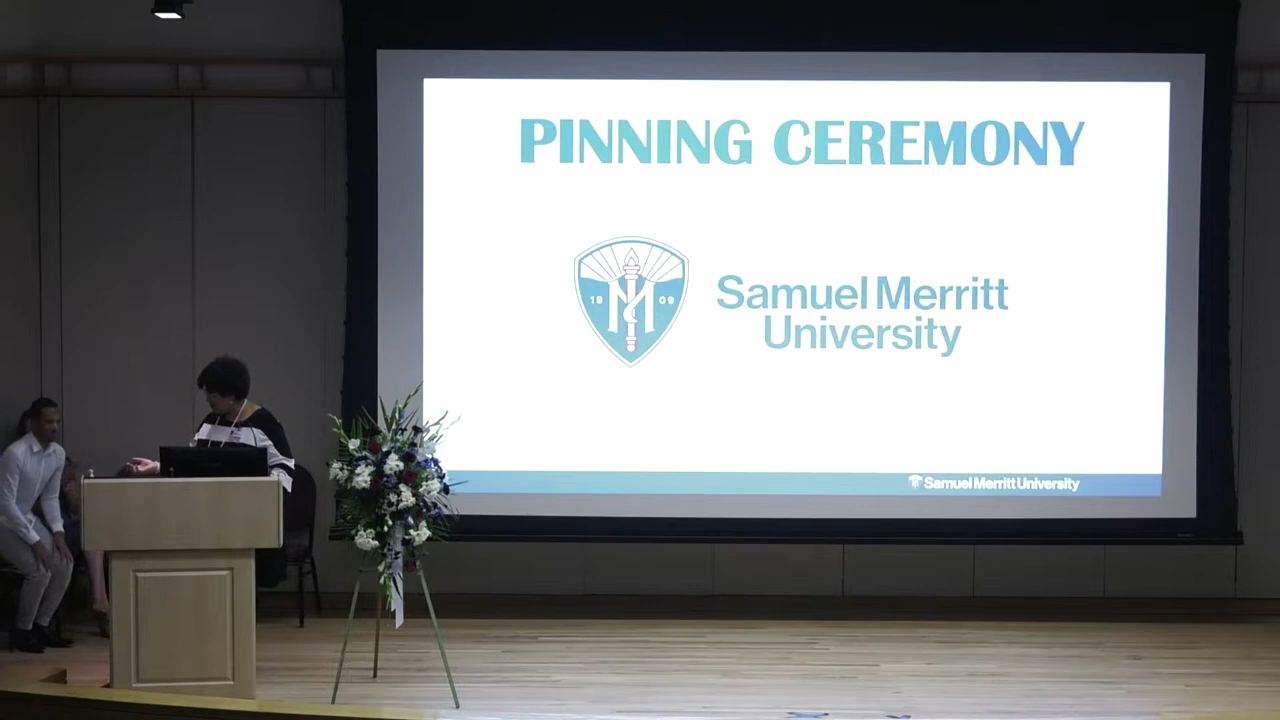 PINNING CEREMONY
19 M 09
Samuel Merritt
University
Samuel Merritt University